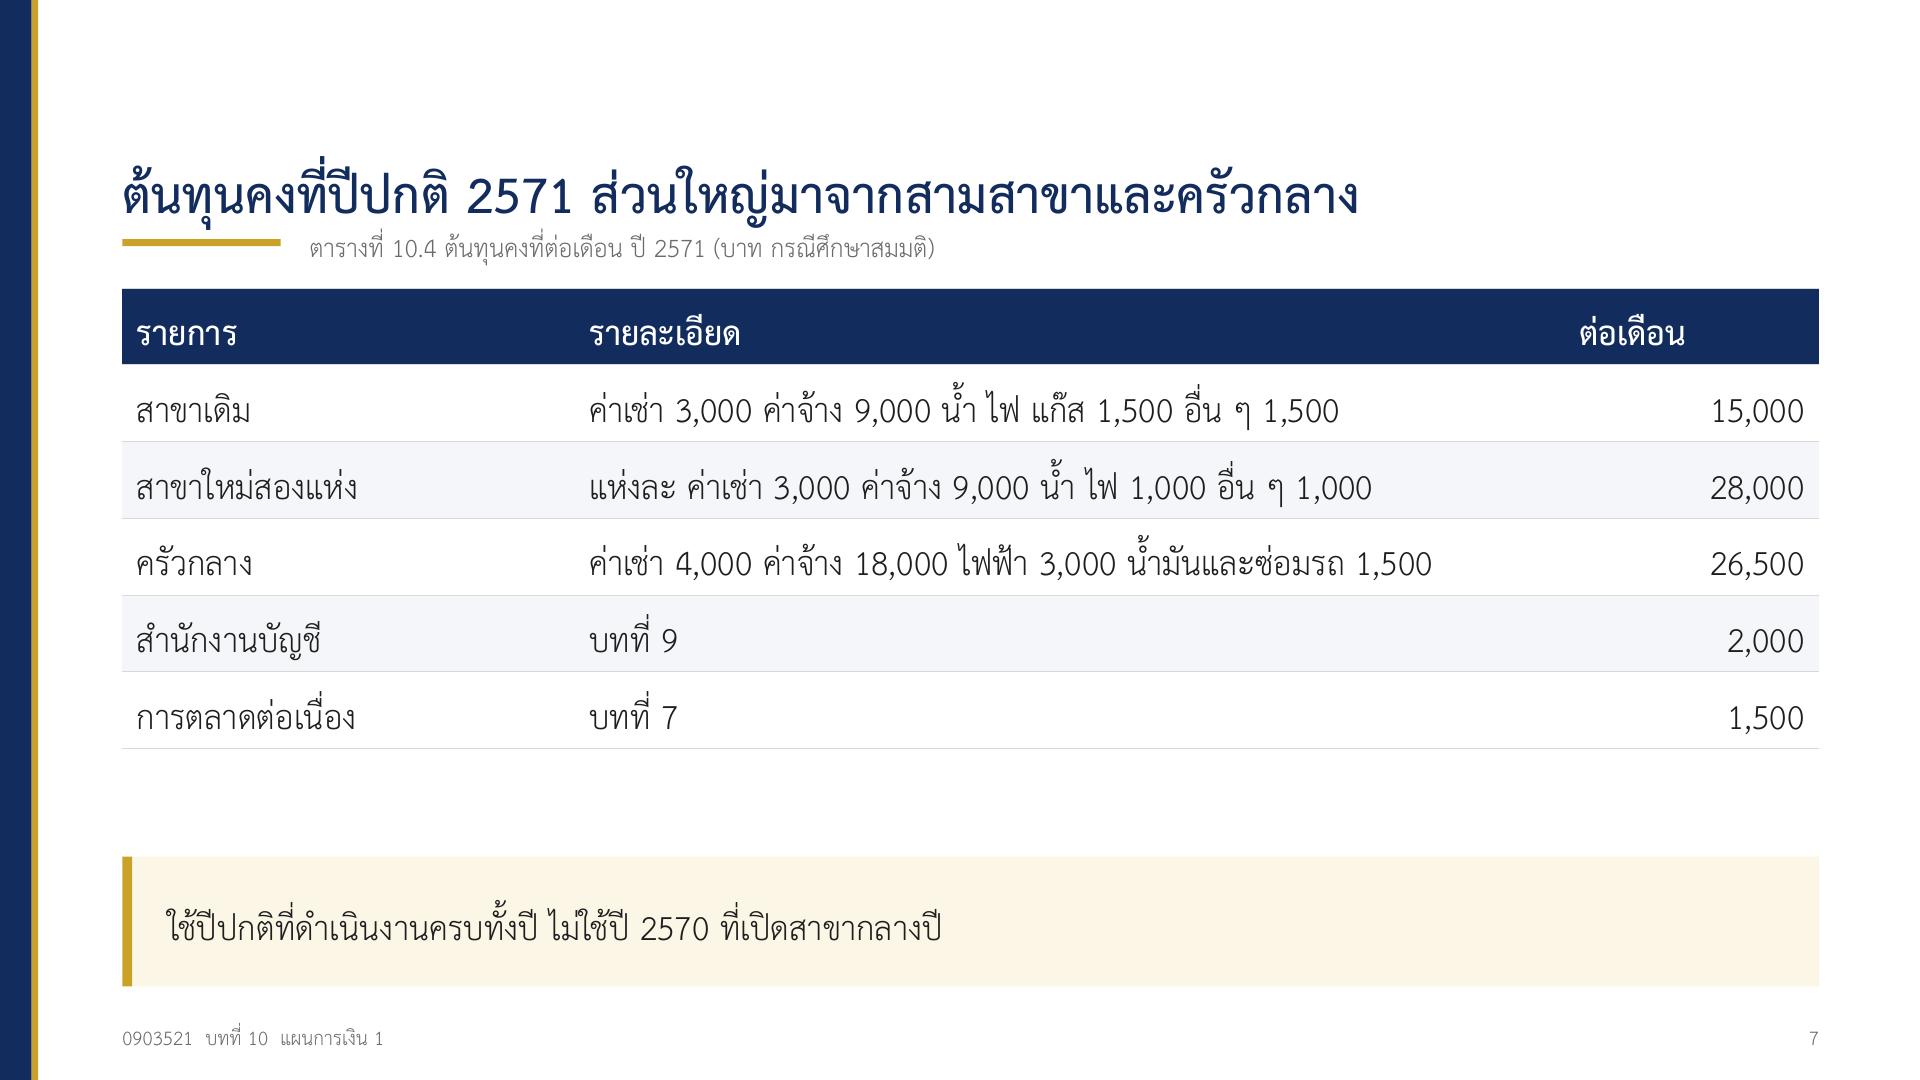 ต้นทุนคงที่ปีปกติ 2571 ส่วนใหญ่มาจากสามสาขาและครัวกลาง
ตารางที่ 10.4 ต้นทุนคงที่ต่อเดือน ปี 2571 (บาท กรณีศึกษาสมมติ)
รายการ รายละเอียด ต่อเดือน
สาขาเดิม ค่าเช่า 3,000 ค่าจ้าง 9,000 น้ำ ไฟ แก๊ส 1,500 อื่น ๆ 1,500 15,000
สาขาใหม่สองแห่ง แห่งละ ค่าเช่า 3,000 ค่าจ้าง 9,000 น้ำ ไฟ 1,000 อื่น ๆ 1,000 28,000
ครัวกลาง ค่าเช่า 4,000 ค่าจ้าง 18,000 ไฟฟ้า 3,000 น้ำมันและซ่อมรถ 1,500 26,500
สำนักงานบัญชี บทที่ 9 2,000
การตลาดต่อเนื่อง บทที่ 7 1,500
ใช้ปีปกติที่ดำเนินงานครบทั้งปี ไม่ใช้ปี 2570 ที่เปิดสาขากลางปี
0903521 บทที่ 10 แผนการเงิน 1 7